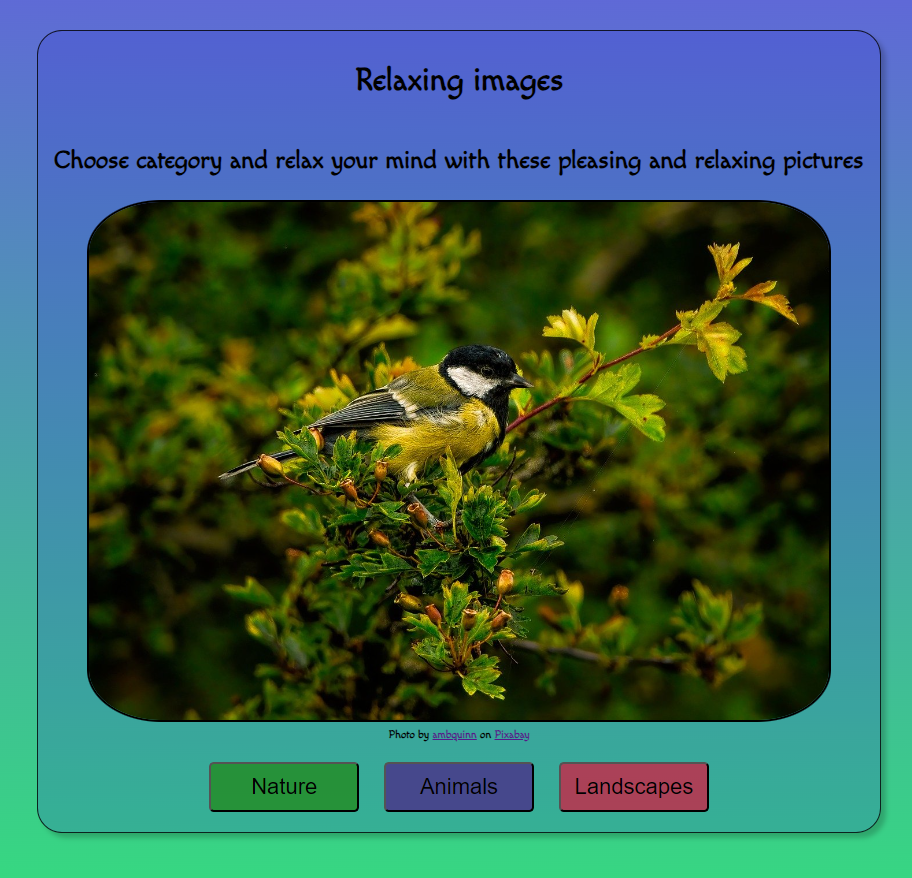 Relaxing images
Choose category and relax your mind with these pleasing and relaxing pictures
Photo by ambquinn on Pixabay
Nature Animals Landscapes